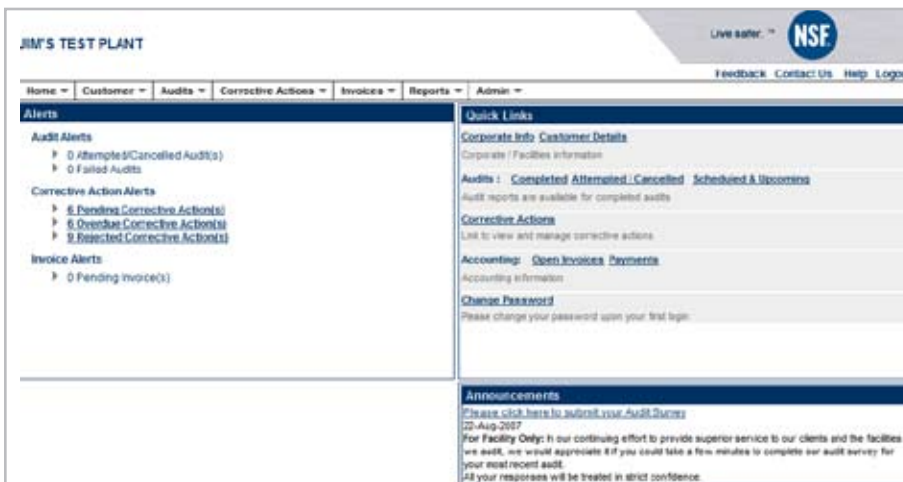 Live safer. ™
NSF.
JIM'S TEST PLANT
Feedback Contact Us Help Logo
Home Customer Audits Corrective Actions Invoices Reports Admin
Alerts
Audit Alerts
0 Attempted/Cancelled Audit(s)
0 Failed Audits
Corrective Action Alerts
6 Pending Corrective Action(s)
6 Overdue Corrective Action(s)
9 Rejected Corrective Action(s)
Invoice Alerts
0 Pending Invoice(s)
Quick Links
Corporate Info Customer Details
Corporate / Facilities information
Audits : Completed Attempted / Cancelled Scheduled & Upcoming
Audit reports are available for completed audits
Corrective Actions
Link to view and manage corrective actions
Accounting: Open Invoices Payments
Accounting information
Change Password
Please change your password upon your first login
Announcements
Please click here to submit your Audit Survey
22-Aug-2007
For Facility Only: In our continuing effort to provide superior service to our clients and the facilities
we audit, we would appreciate it if you could take a few minutes to complete our audit survey for
your most recent audit.
All your responses will be treated in strict confidence.